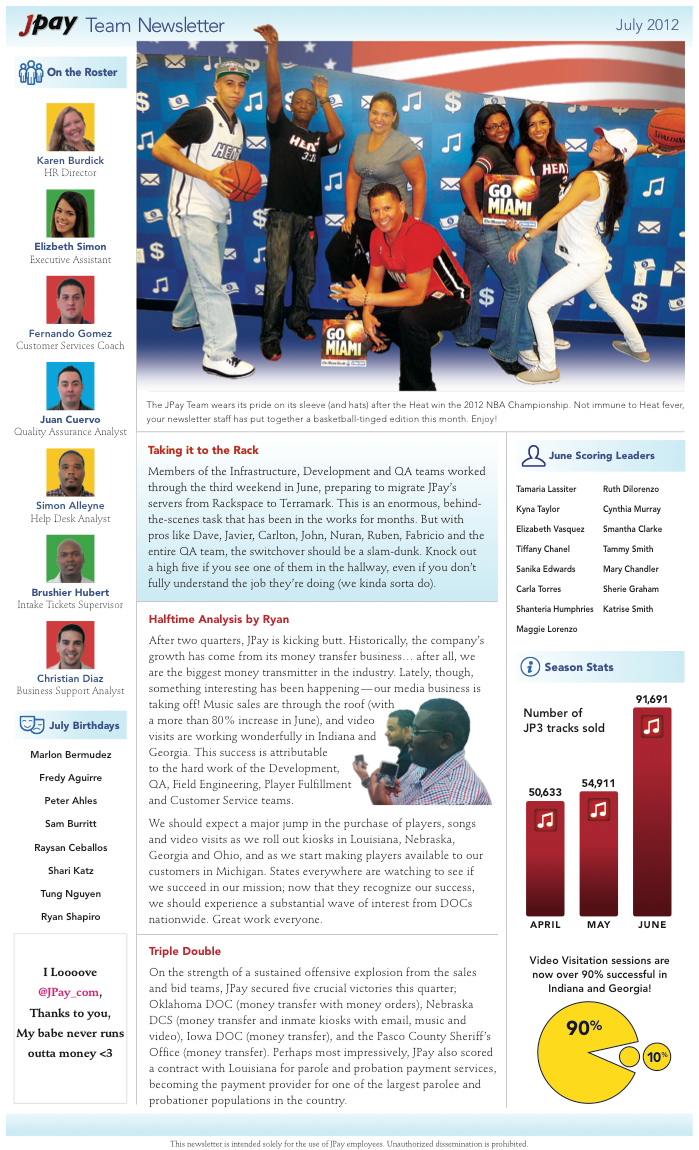 Jpay Team Newsletter
July 2012
On the Roster
Karen Burdick
HR Director
Elizbeth Simon
Executive Assistant
Fernando Gomez
Customer Services Coach
Juan Cuervo
Quality Assurance Analyst
Simon Alleyne
Help Desk Analyst
Brushier Hubert
Intake Tickets Supervisor
Christian Diaz
Business Support Analyst
July Birthdays
Marlon Bermudez
Fredy Aguirre
Peter Ahles
Sam Burritt
Raysan Ceballos
Shari Katz
Tung Nguyen
Ryan Shapiro
I Loooove
@JPay_com,
Thanks to you,
My babe never runs
outta money <3
HEAT
HEAT
HEAT
GO
MIAMI
GO
MIAMI!
The JPay Team wears its pride on its sleeve (and hats) after the Heat win the 2012 NBA Championship. Not immune to Heat fever,
your newsletter staff has put together a basketball-tinged edition this month. Enjoy!
Taking it to the Rack
Members of the Infrastructure, Development and QA teams worked
through the third weekend in June, preparing to migrate JPay's
servers from Rackspace to Terramark. This is an enormous, behind-
the-scenes task that has been in the works for months. But with
pros like Dave, Javier, Carlton, John, Nuran, Ruben, Fabricio and the
entire QA team, the switchover should be a slam-dunk. Knock out
a high five if you see one of them in the hallway, even if you don't
fully understand the job they're doing (we kinda sorta do).
Halftime Analysis by Ryan
After two quarters, JPay is kicking butt. Historically, the company's
growth has come from its money transfer business... after all, we
are the biggest money transmitter in the industry. Lately, though,
something interesting has been happening—our media business is
taking off! Music sales are through the roof (with
a more than 80% increase in June), and video
visits are working wonderfully in Indiana and
Georgia. This success is attributable
to the hard work of the Development,
QA, Field Engineering, Player Fulfillment
and Customer Service teams.
We should expect a major jump in the purchase of players, songs
and video visits as we roll out kiosks in Louisiana, Nebraska,
Georgia and Ohio, and as we start making players available to our
customers in Michigan. States everywhere are watching to see if
we succeed in our mission; now that they recognize our success,
we should experience a substantial wave of interest from DOCs
nationwide. Great work everyone.
Triple Double
On the strength of a sustained offensive explosion from the sales
and bid teams, JPay secured five crucial victories this quarter;
Oklahoma DOC (money transfer with money orders), Nebraska
DCS (money transfer and inmate kiosks with email, music and
video), Iowa DOC (money transfer), and the Pasco County Sheriff's
Office (money transfer). Perhaps most impressively, JPay also scored
a contract with Louisiana for parole and probation payment services,
becoming the payment provider for one of the largest parolee and
probationer populations in the country.
June Scoring Leaders
Tamaria Lassiter Ruth Dilorenzo
Kyna Taylor Cynthia Murray
Elizabeth Vasquez Smantha Clarke
Tiffany Chanel Tammy Smith
Sanika Edwards Mary Chandler
Carla Torres Sherie Graham
Shanteria Humphries Katrise Smith
Maggie Lorenzo
Season Stats
Number of
JP3 tracks sold
50,633
54,911
91,691
APRIL MAY JUNE
Video Visitation sessions are
now over 90% successful in
Indiana and Georgia!
90%
10%
This newsletter is intended solely for the use of JPay employees. Unauthorized dissemination is prohibited.